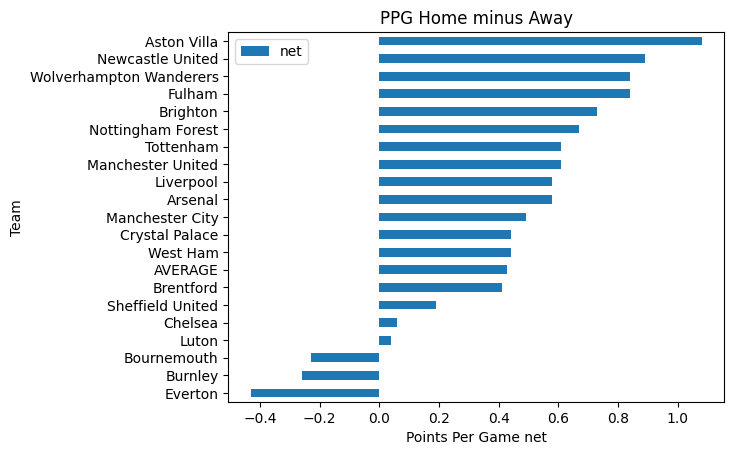 PPG Home minus Away
net
Team
Aston Villa
Newcastle United
Wolverhampton Wanderers
Fulham
Brighton
Nottingham Forest
Tottenham
Manchester United
Liverpool
Arsenal
Manchester City
Crystal Palace
West Ham
AVERAGE
Brentford
Sheffield United
Chelsea
Luton
Bournemouth
Burnley
Everton
−0.4 −0.2 0.0 0.2 0.4 0.6 0.8 1.0
Points Per Game net